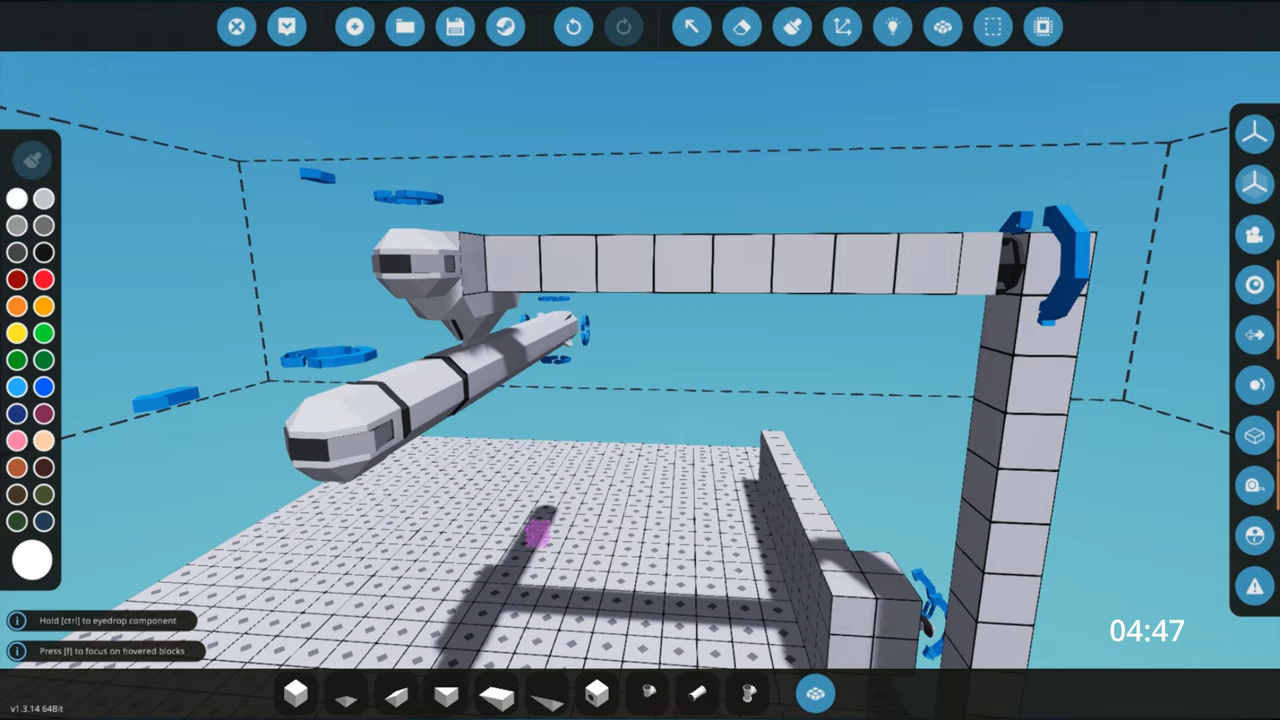 Hold [ctrl] to eyedrop component
Press [f] to focus on hovered blocks
04:47
v1.3.14 64Bit